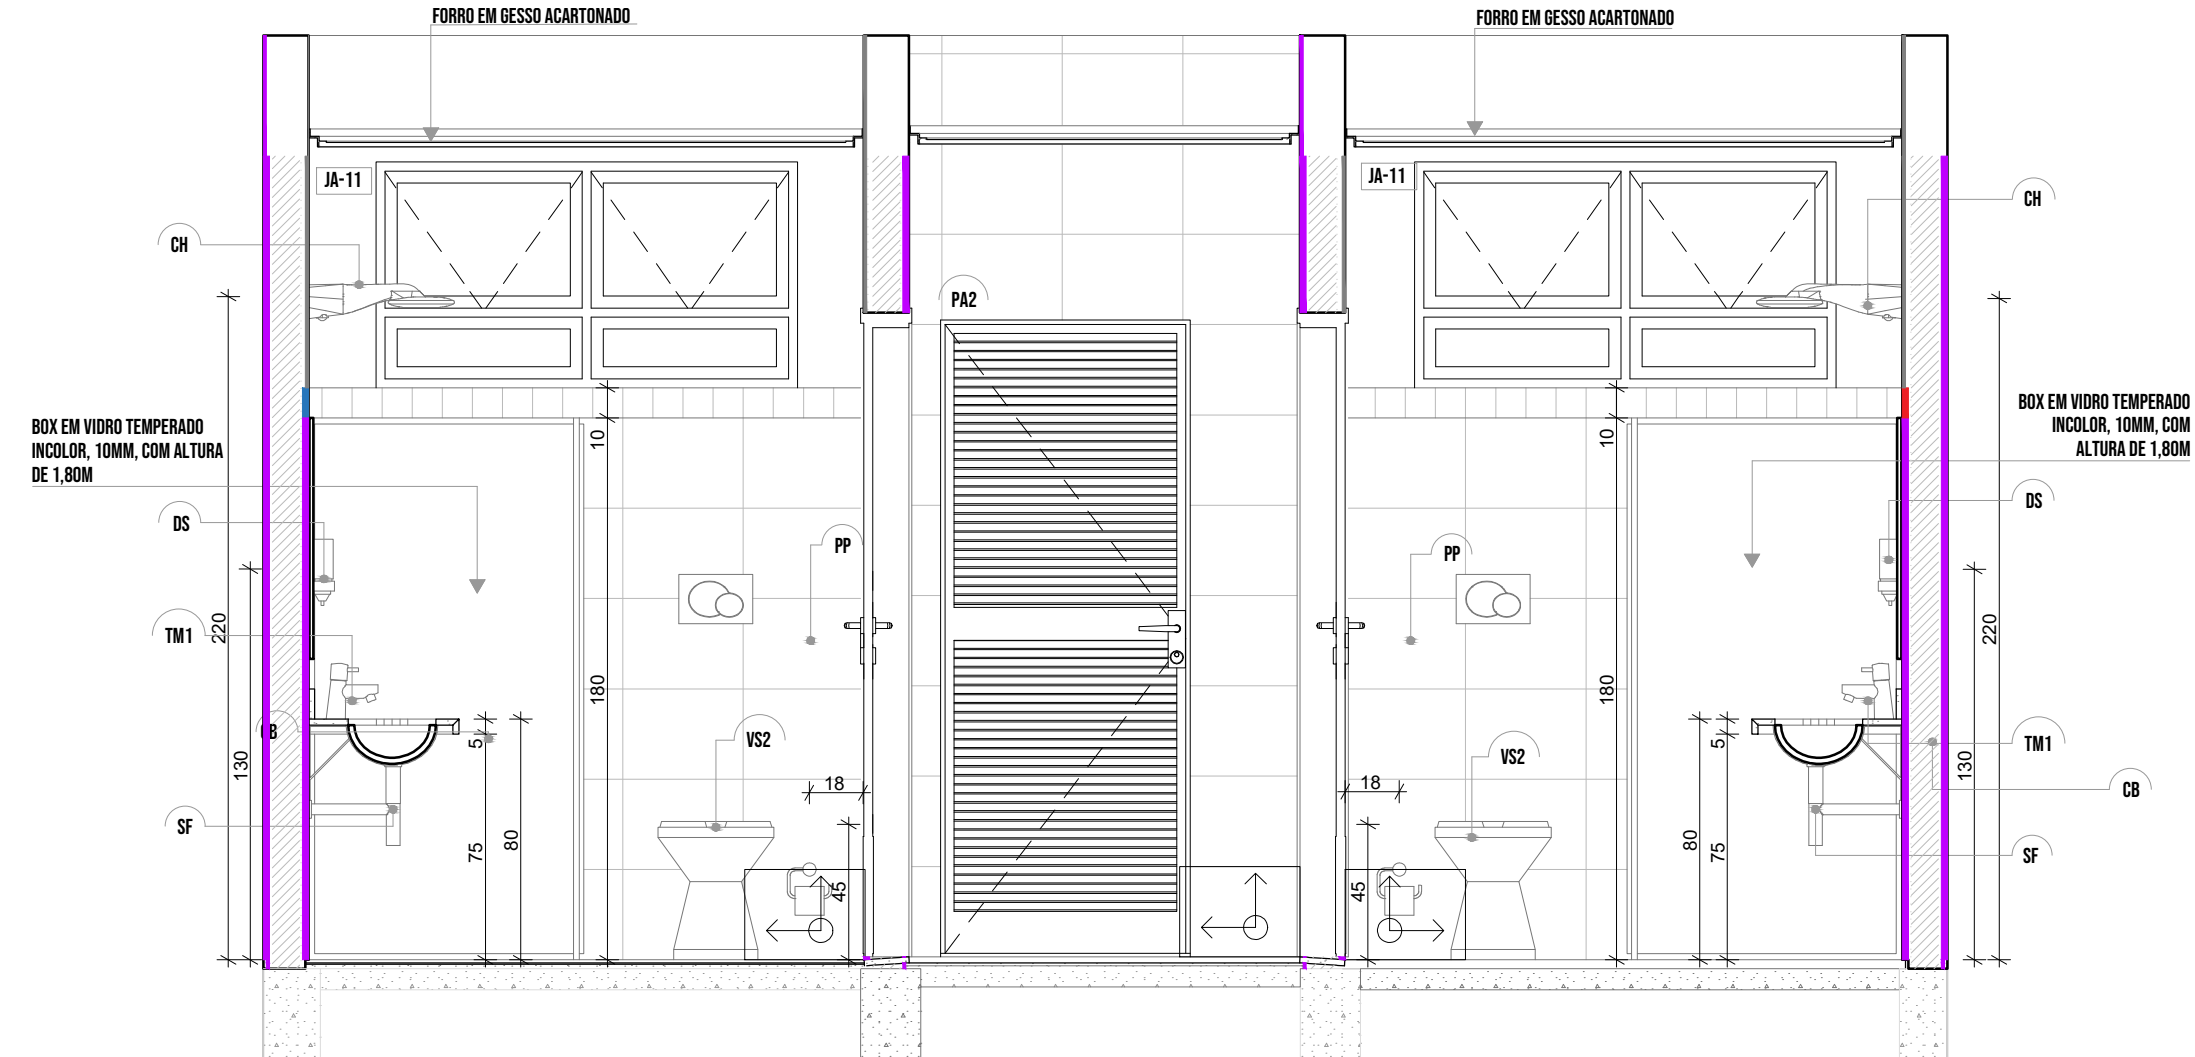 FORRO EM GESSO ACARTONADO
FORRO EM GESSO ACARTONADO
JA-11
JA-11
CH
CH
PA2
BOX EM VIDRO TEMPERADO
INCOLOR, 10MM, COM ALTURA
DE 1,80M
BOX EM VIDRO TEMPERADO
INCOLOR, 10MM, COM
ALTURA DE 1,80M
10
10
DS
DS
PP
PP
TM1
220
220
180
180
CB
5
VS2
VS2
5
TM1
130
130
18
18
CB
SF
75
80
45
45
80
75
SF